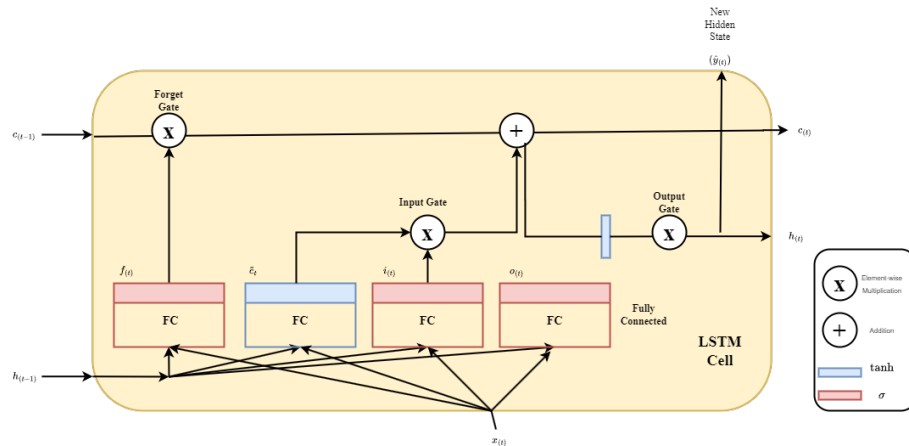 New
Hidden
State
(ŷ₍t₎)
Forget
Gate
c₍t-1₎
X
+
c₍t₎
Input Gate
Output
Gate
X
X
h₍t₎
f₍t₎
c̃ₜ
i₍t₎
o₍t₎
FC
FC
FC
FC
Fully
Connected
LSTM
Cell
h₍t-1₎
x₍t₎
X
Element-wise
Multiplication
+
Addition
tanh
σ